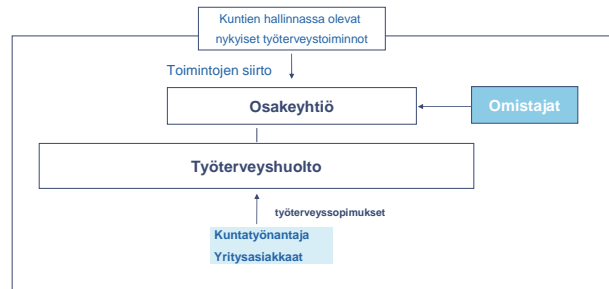 Kuntien hallinnassa olevat
nykyiset työterveystoiminnot
Toimintojen siirto
Osakeyhtiö
Omistajat
Työterveyshuolto
työterveyssopimukset
Kuntatyönantaja
Yritysasiakkaat